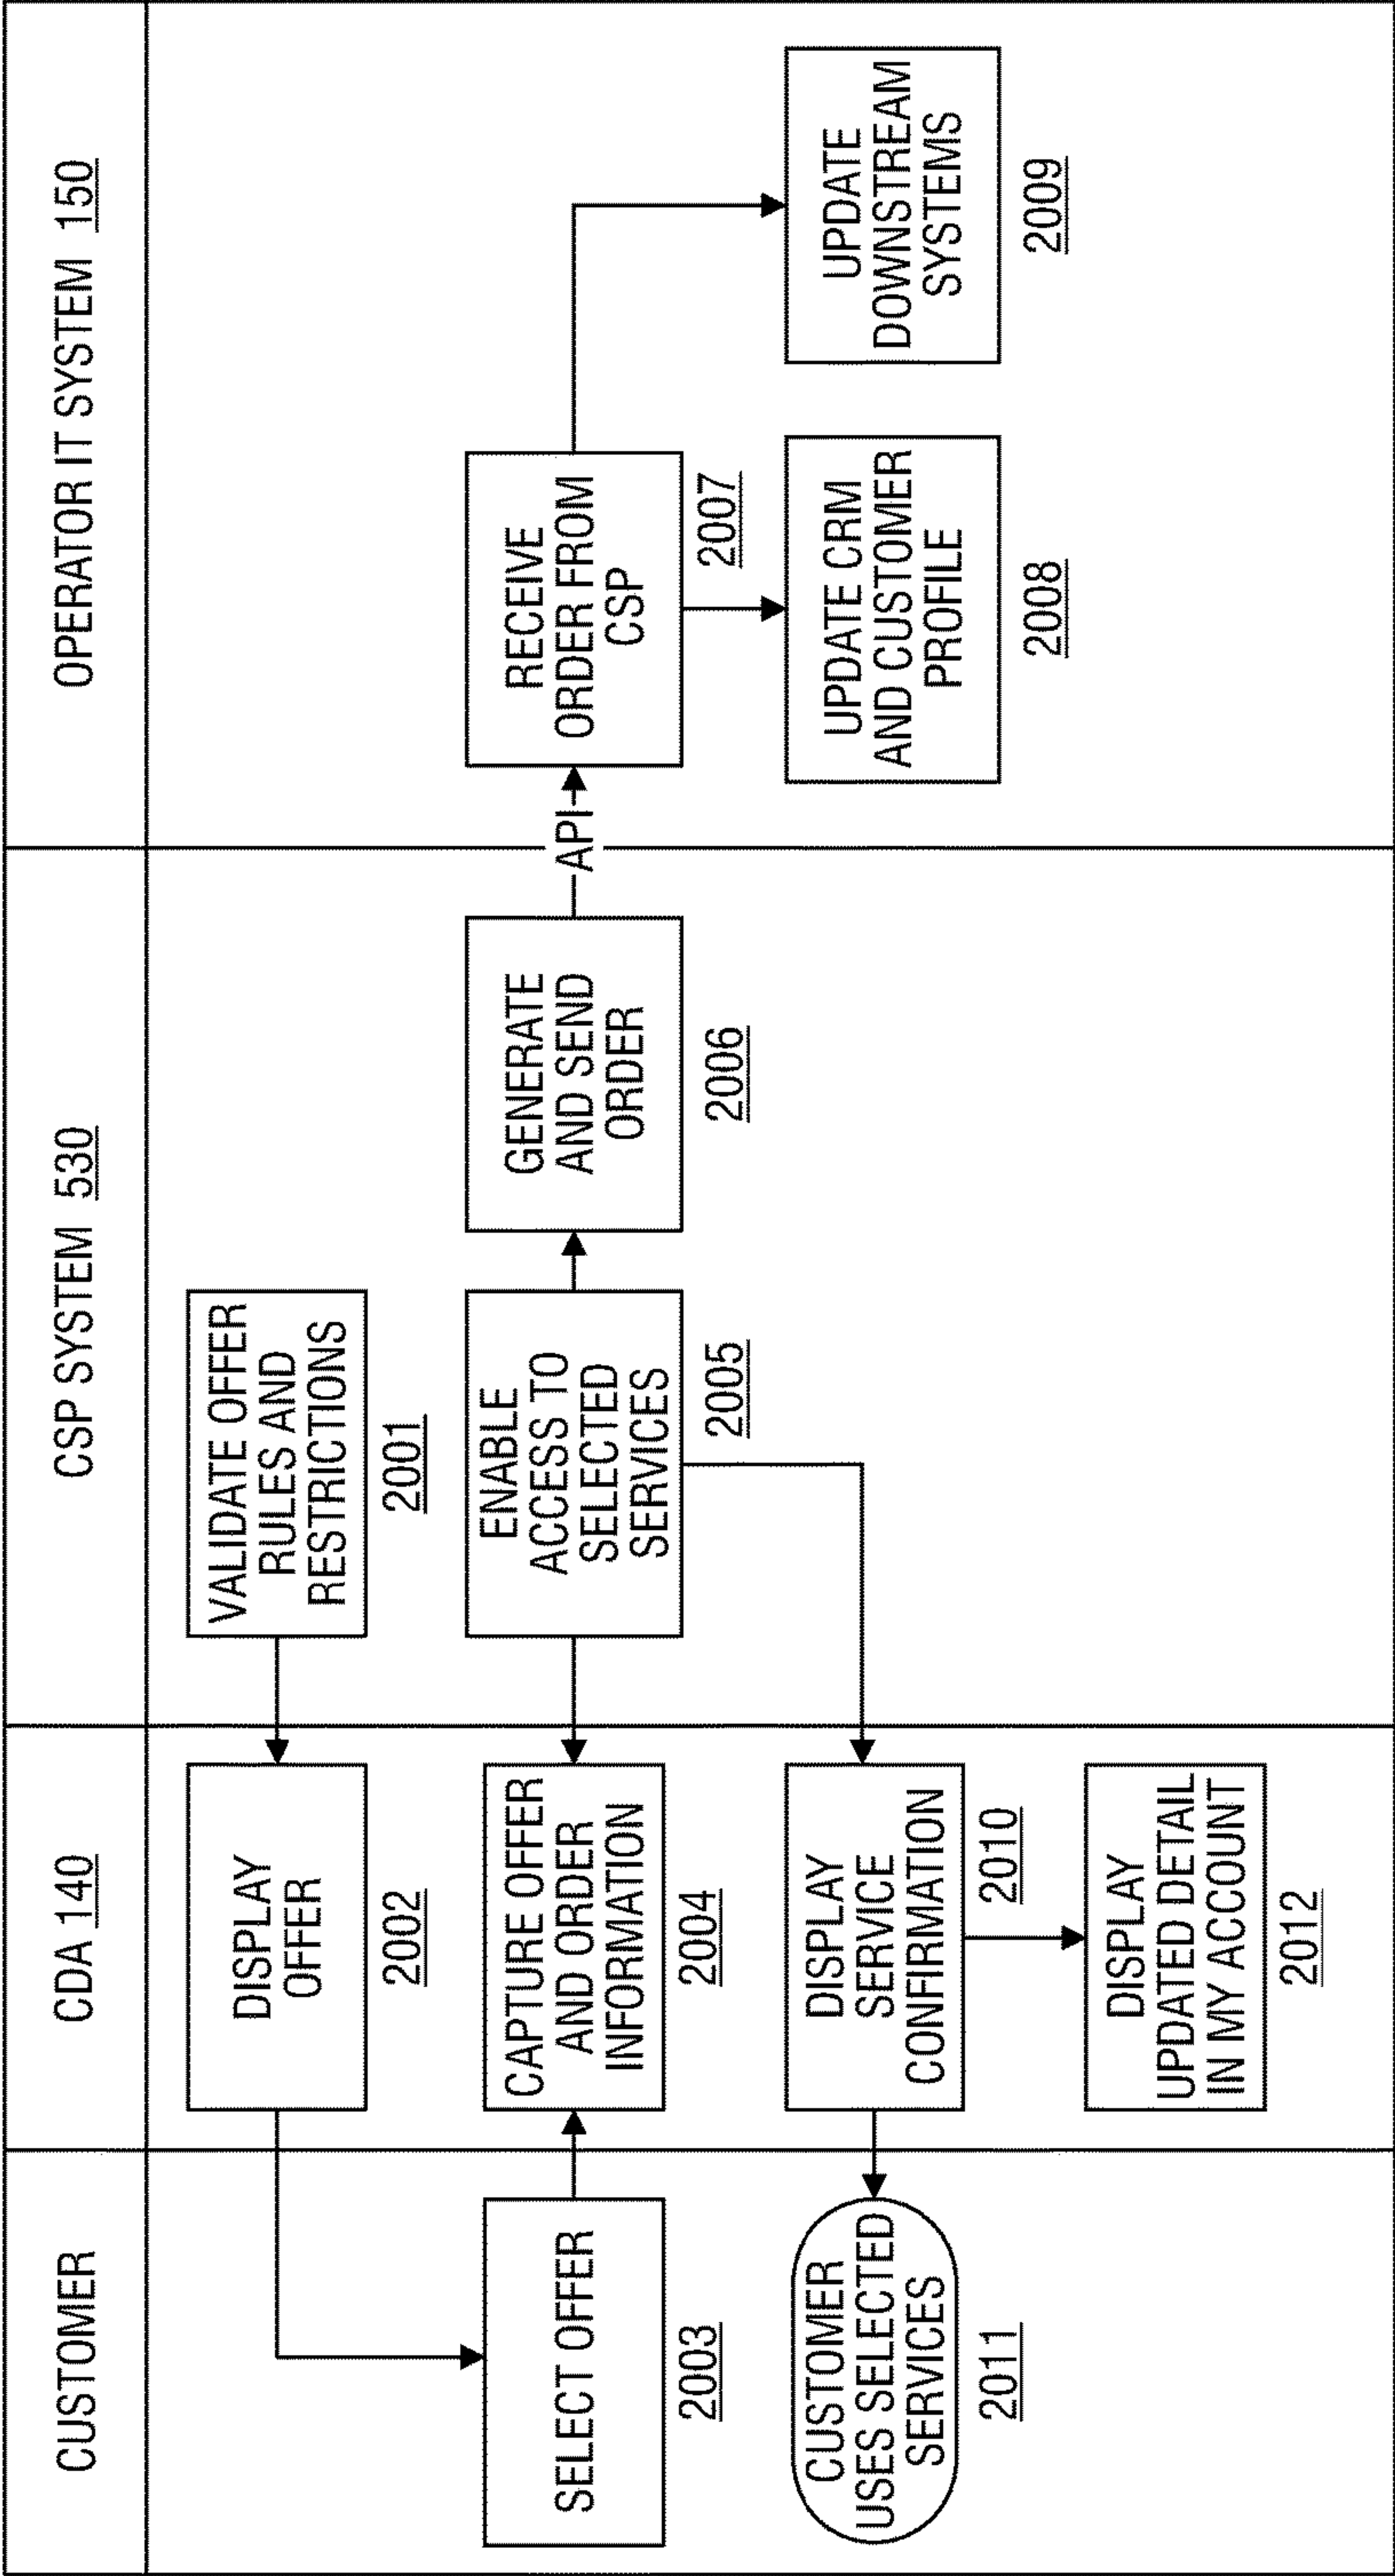 CUSTOMER
CDA 140
CSP SYSTEM 530
OPERATOR IT SYSTEM 150
DISPLAY
OFFER
2002
VALIDATE OFFER
RULES AND
RESTRICTIONS
2001
SELECT OFFER
2003
CAPTURE OFFER
AND ORDER
INFORMATION
2004
ENABLE
ACCESS TO
SELECTED
SERVICES
2005
GENERATE
AND SEND
ORDER
2006
API
RECEIVE
ORDER FROM
CSP
2007
CUSTOMER
USES SELECTED
SERVICES
2011
DISPLAY
SERVICE
CONFIRMATION
2010
UPDATE CRM
AND CUSTOMER
PROFILE
2008
UPDATE
DOWNSTREAM
SYSTEMS
2009
DISPLAY
UPDATED DETAIL
IN MY ACCOUNT
2012